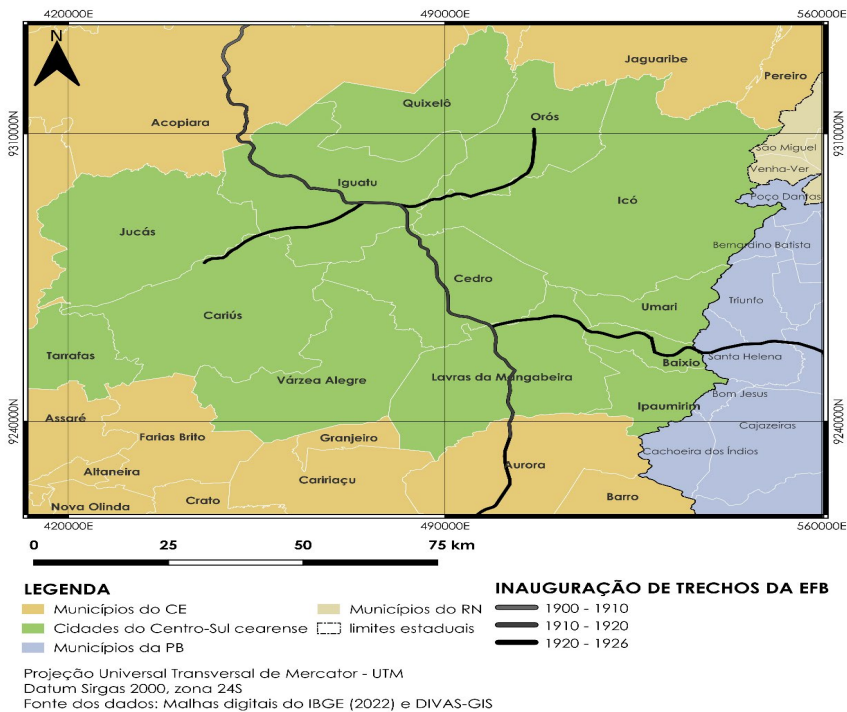 420000E 490000E 560000E
N
Jaguaribe
Pereiro
Quixelô
Acopiara
Orós
9310000N 9310000N
São Miguel
Iguatu
Venha-Ver
Poço Dantas
Icó
Jucás
Bernardino Batista
Cedro
Umari
Triunfo
Cariús
Tarrafas
Santa Helena
Baixio
Várzea Alegre
Lavras da Mangabeira
Bom Jesus
Ipaumirim
Assaré
9240000N 9240000N
Farias Brito
Granjeiro
Cajazeiras
Cachoeira dos Índios
Altaneira
Aurora
Caririaçu
Barro
Crato
Nova Olinda
420000E 490000E 560000E
0 25 50 75 km
LEGENDA
Municípios do CE
Municípios do RN
Cidades do Centro-Sul cearense
limites estaduais
Municípios da PB
INAUGURAÇÃO DE TRECHOS DA EFB
1900 - 1910
1910 - 1920
1920 - 1926
Projeção Universal Transversal de Mercator - UTM
Datum Sirgas 2000, zona 24S
Fonte dos dados: Malhas digitais do IBGE (2022) e DIVAS-GIS